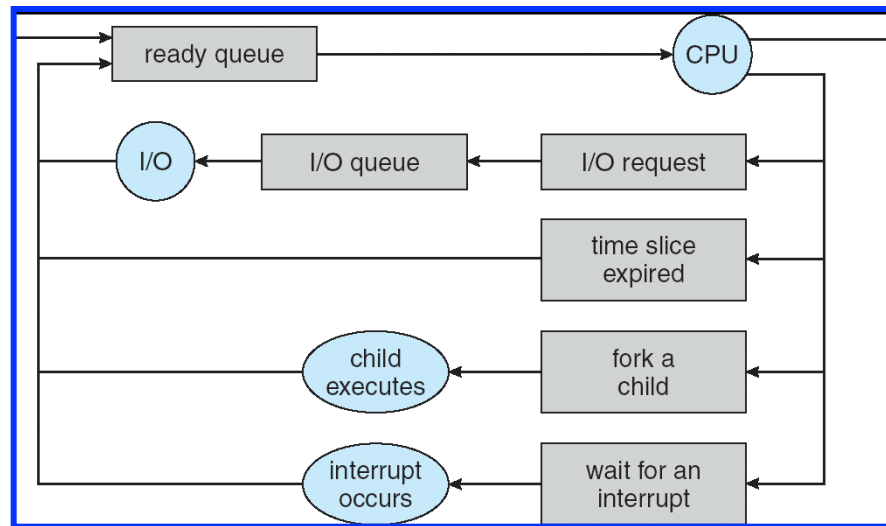 ready queue
CPU
I/O
I/O queue
I/O request
time slice
expired
child
executes
fork a
child
interrupt
occurs
wait for an
interrupt